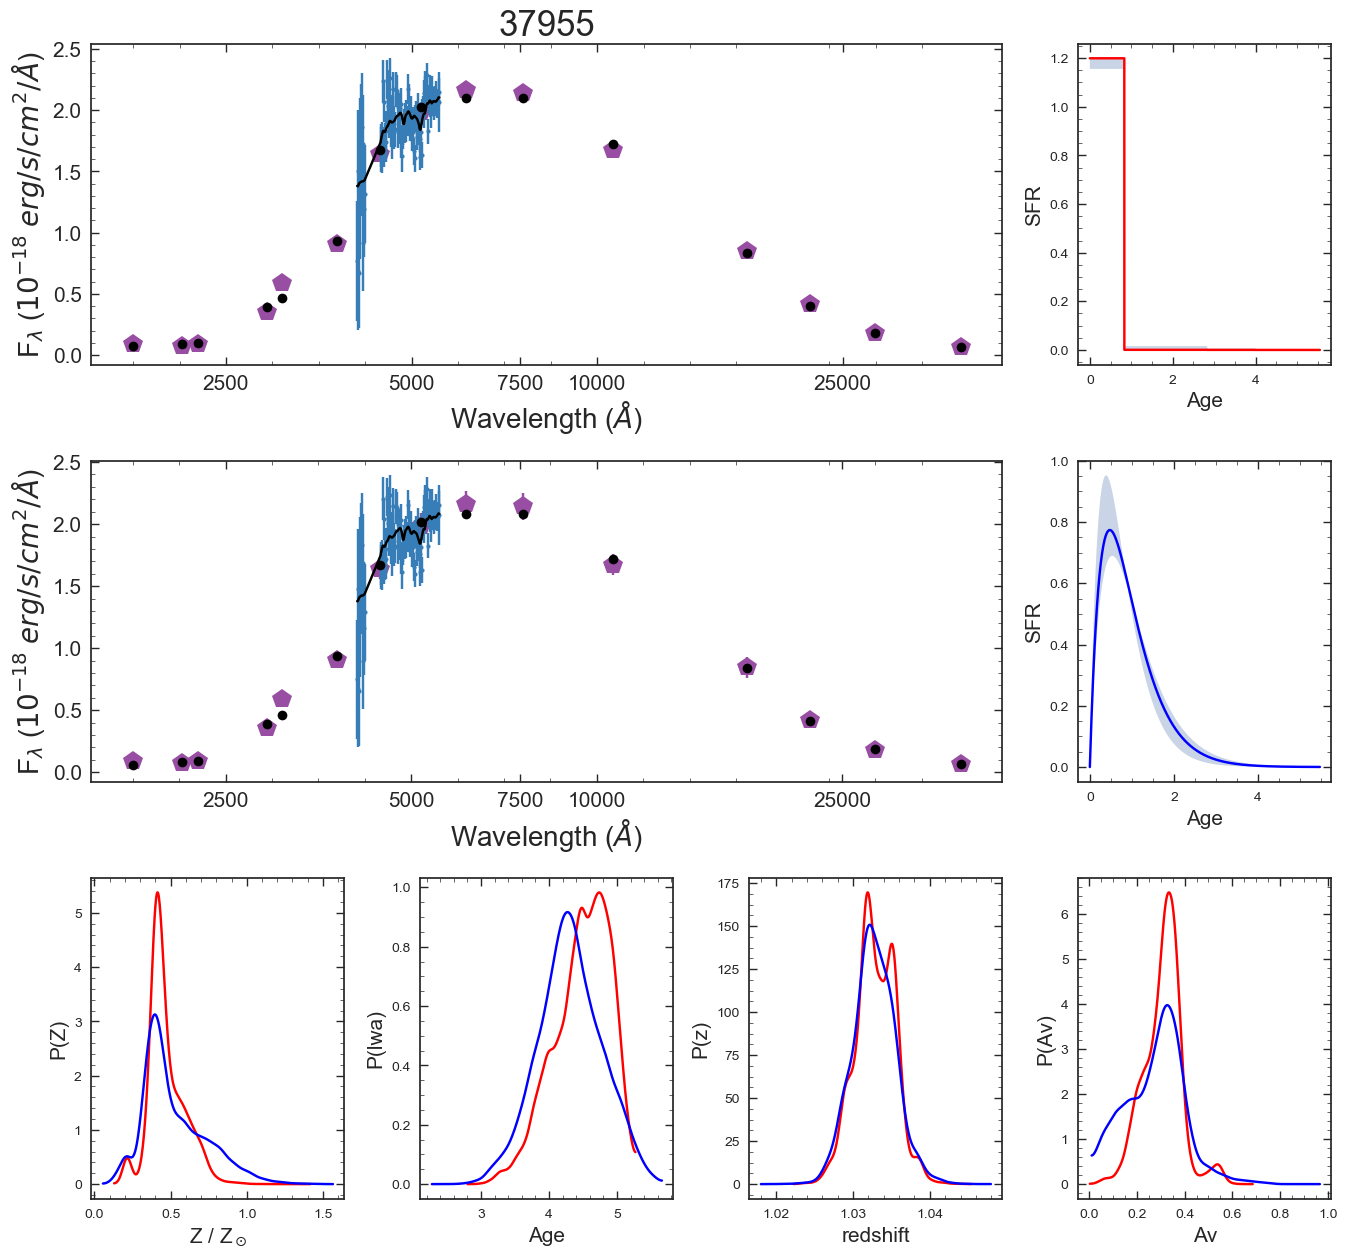 37955
2.5
2.0
1.5
1.0
0.5
0.0
F_λ (10^−18 erg/s/cm^2/Å)
2500 5000 7500 10000 25000
Wavelength (Å)
1.2
1.0
0.8
0.6
0.4
0.2
0.0
SFR
0 2 4
Age
2.5
2.0
1.5
1.0
0.5
0.0
F_λ (10^−18 erg/s/cm^2/Å)
2500 5000 7500 10000 25000
Wavelength (Å)
1.0
0.8
0.6
0.4
0.2
0.0
SFR
0 2 4
Age
5
4
3
2
1
0
P(Z)
0.0 0.5 1.0 1.5
Z / Z_⊙
1.0
0.8
0.6
0.4
0.2
0.0
P(lwa)
3 4 5
Age
175
150
125
100
75
50
25
0
P(z)
1.02 1.03 1.04
redshift
6
5
4
3
2
1
0
P(Av)
0.0 0.2 0.4 0.6 0.8 1.0
Av